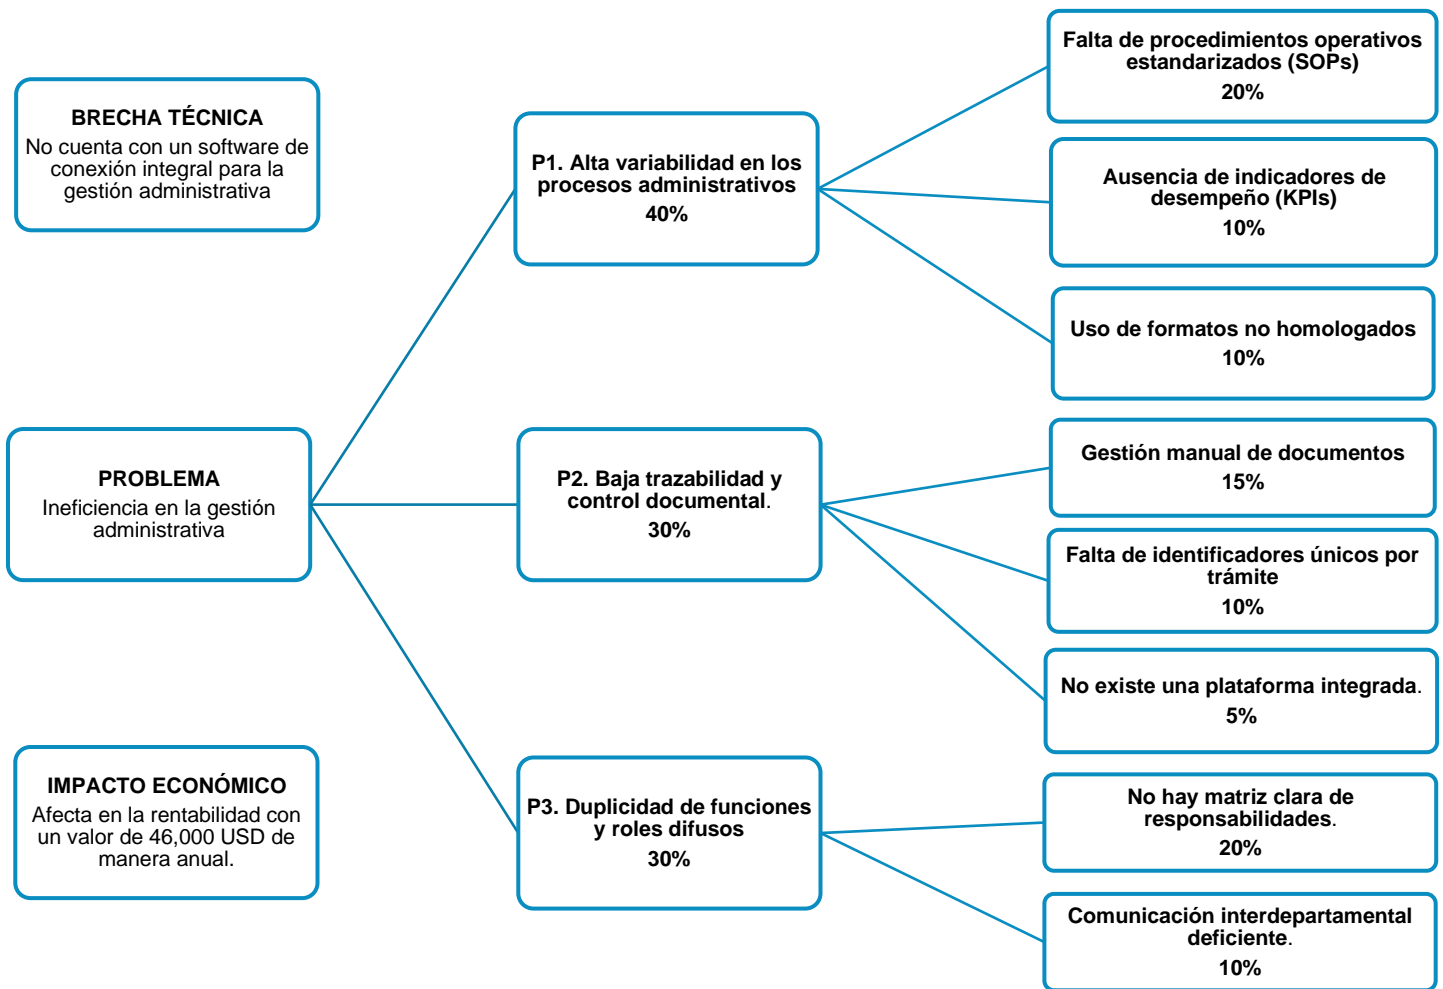 BRECHA TÉCNICA
No cuenta con un software de
conexión integral para la
gestión administrativa
PROBLEMA
Ineficiencia en la gestión
administrativa
IMPACTO ECONÓMICO
Afecta en la rentabilidad con
un valor de 46,000 USD de
manera anual.
P1. Alta variabilidad en los
procesos administrativos
40%
P2. Baja trazabilidad y
control documental.
30%
P3. Duplicidad de funciones
y roles difusos
30%
Falta de procedimientos operativos
estandarizados (SOPs)
20%
Ausencia de indicadores de
desempeño (KPIs)
10%
Uso de formatos no homologados
10%
Gestión manual de documentos
15%
Falta de identificadores únicos por
trámite
10%
No existe una plataforma integrada.
5%
No hay matriz clara de
responsabilidades.
20%
Comunicación interdepartamental
deficiente.
10%